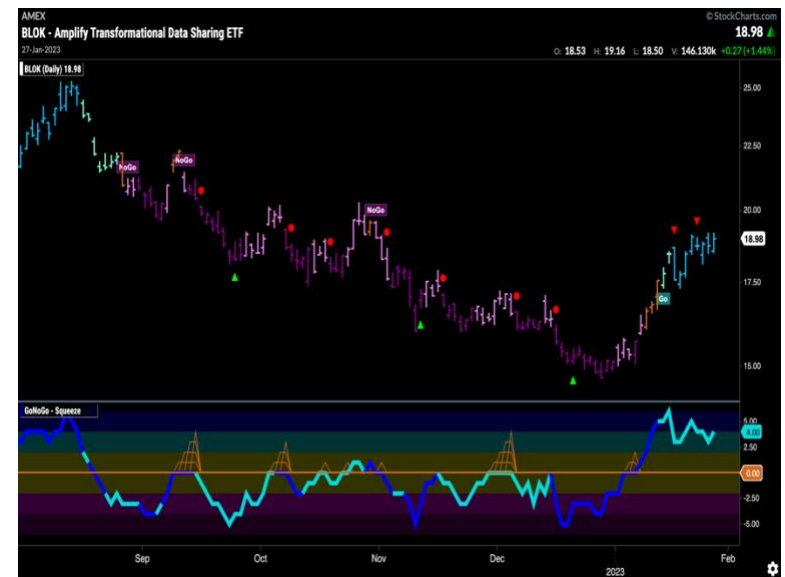 AMEX
© StockCharts.com
BLOK - Amplify Transformational Data Sharing ETF
18.98
27-Jan-2023
O: 18.53 H: 19.16 L: 18.50 V: 146.130k +0.27 (+1.44%)
BLOK (Daily) 18.98
25.00
22.50
20.00
18.98
17.50
15.00
NoGo
NoGo
NoGo
Go
GoNoGo - Squeeze
5.00
4.00
2.50
0.00
-2.50
-5.00
Sep Oct Nov Dec 2023 Feb